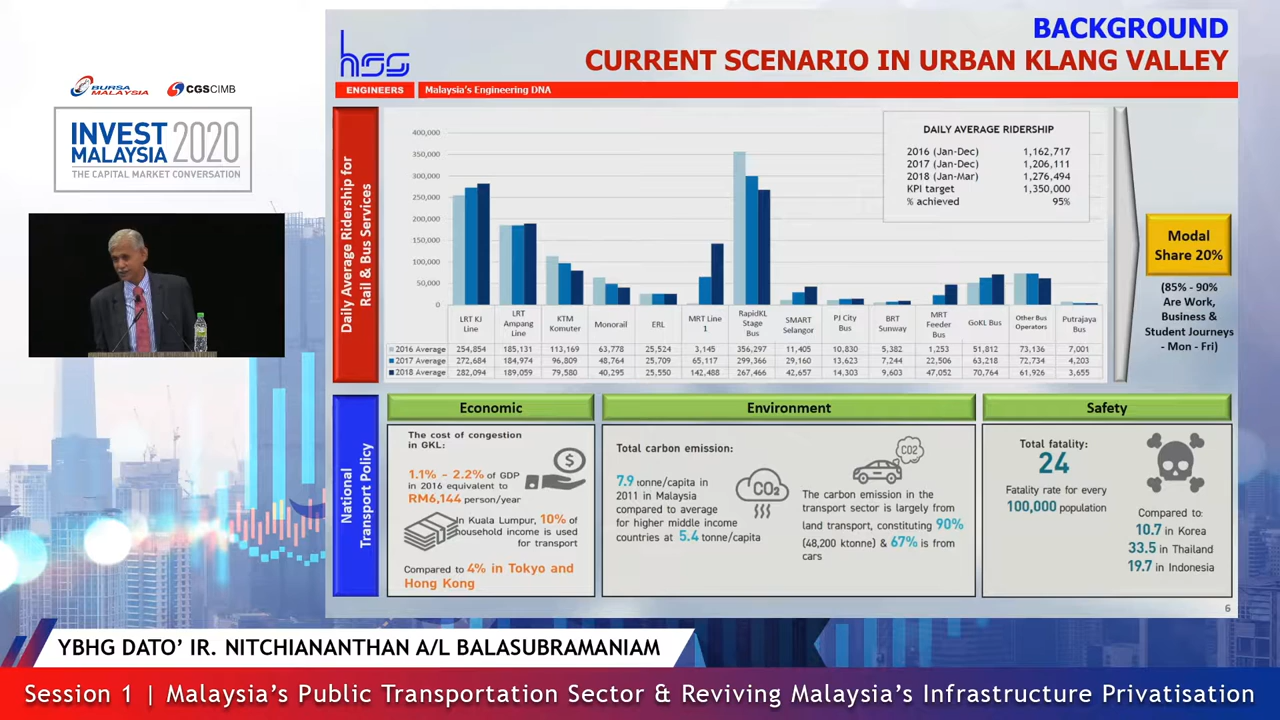 BURSA
MALAYSIA
CGS CIMB
INVEST
MALAYSIA 2020
THE CAPITAL MARKET CONVERSATION
hss
ENGINEERS
Malaysia's Engineering DNA
BACKGROUND
CURRENT SCENARIO IN URBAN KLANG VALLEY
Daily Average Ridership for
Rail & Bus Services
400,000
350,000
300,000
250,000
200,000
150,000
100,000
50,000
0
DAILY AVERAGE RIDERSHIP
2016 (Jan-Dec) 1,162,717
2017 (Jan-Dec) 1,206,111
2018 (Jan-Mar) 1,276,494
KPI target 1,350,000
% achieved 95%
LRT KJ Line
LRT Ampang Line
KTM Komuter
Monorail
ERL
MRT Line 1
RapidKL Stage Bus
SMART Selangor
PJ City Bus
BRT Sunway
MRT Feeder Bus
GoKL Bus
Other Bus Operators
Putrajaya Bus
2016 Average 254,854 185,131 113,169 63,778 25,524 3,145 356,297 11,405 10,830 5,382 1,253 51,812 73,136 7,001
2017 Average 272,684 184,974 96,809 48,764 25,709 65,117 299,366 29,160 13,623 7,244 22,506 63,218 72,734 4,203
2018 Average 282,094 189,059 79,580 40,295 25,550 142,488 267,466 42,657 14,303 9,603 47,052 70,764 61,926 3,655
Modal
Share 20%
(85% - 90%
Are Work,
Business &
Student Journeys
- Mon - Fri)
National
Transport Policy
Economic
The cost of congestion
in GKL:
1.1% - 2.2% of GDP
in 2016 equivalent to
RM6,144 person/year
$
In Kuala Lumpur, 10% of
household income is used
for transport
Compared to 4% in Tokyo and
Hong Kong
Environment
Total carbon emission:
7.9 tonne/capita in
2011 in Malaysia
compared to average
for higher middle income
countries at 5.4 tonne/capita
CO2
CO2
The carbon emission in the
transport sector is largely from
land transport, constituting 90%
(48,200 ktonne) & 67% is from
cars
Safety
Total fatality:
24
Fatality rate for every
100,000 population
Compared to:
10.7 in Korea
33.5 in Thailand
19.7 in Indonesia
6
YBHG DATO' IR. NITCHIANANTHAN A/L BALASUBRAMANIAM
Session 1 | Malaysia's Public Transportation Sector & Reviving Malaysia's Infrastructure Privatisation